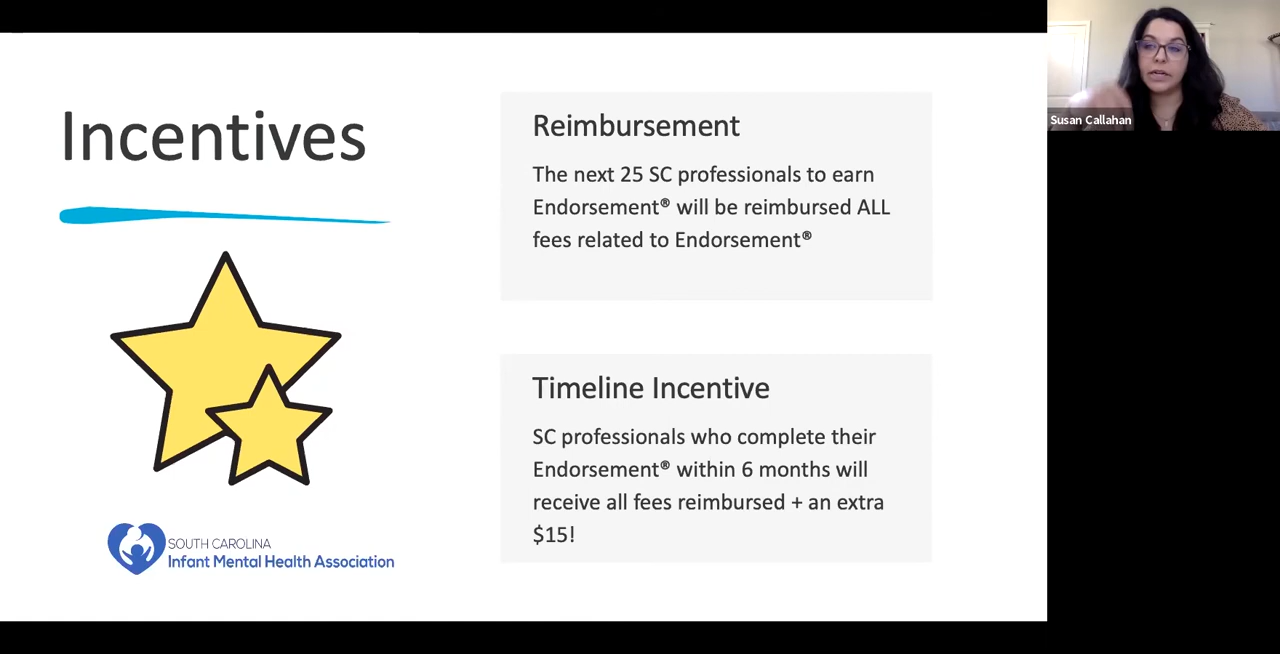 Incentives
Reimbursement
The next 25 SC professionals to earn
Endorsement® will be reimbursed ALL
fees related to Endorsement®
Timeline Incentive
SC professionals who complete their
Endorsement® within 6 months will
receive all fees reimbursed + an extra
$15!
SOUTH CAROLINA
Infant Mental Health Association
Susan Callahan